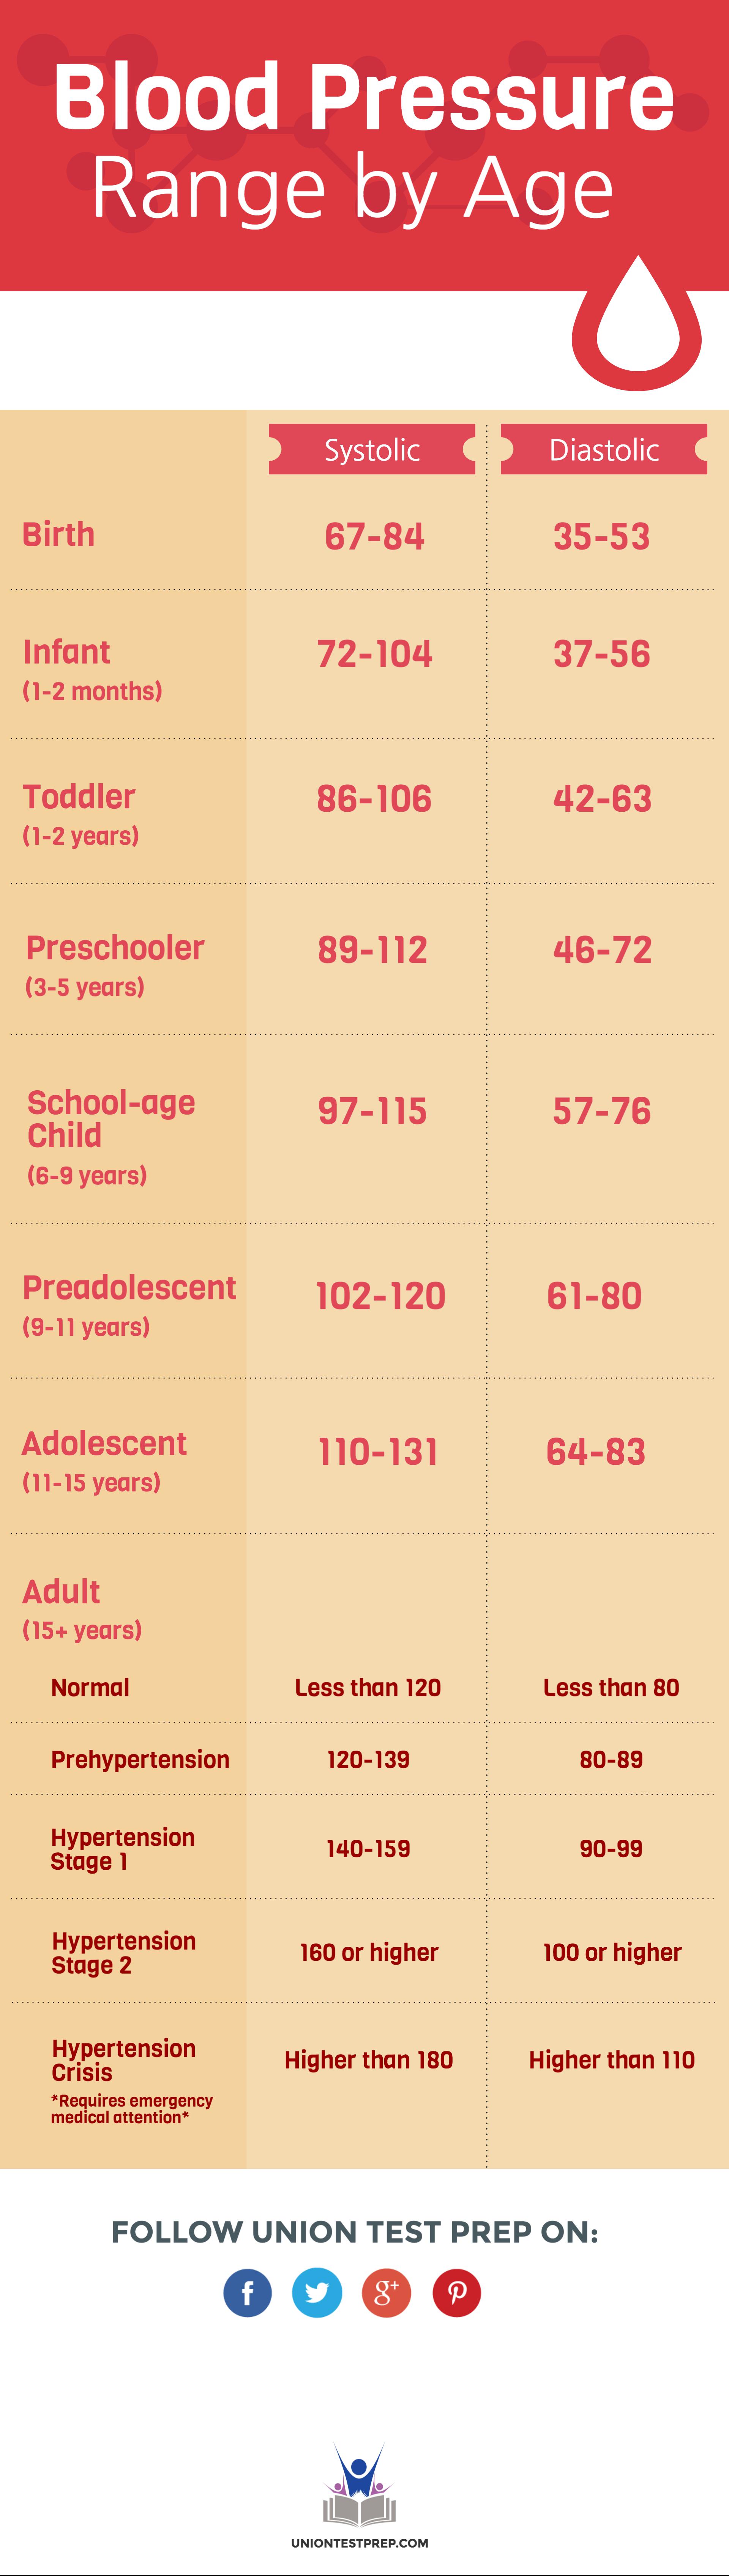 Blood Pressure
Range by Age
Systolic Diastolic
Birth 67-84 35-53
Infant 72-104 37-56
(1-2 months)
Toddler 86-106 42-63
(1-2 years)
Preschooler 89-112 46-72
(3-5 years)
School-age
Child
97-115 57-76
(6-9 years)
Preadolescent 102-120 61-80
(9-11 years)
Adolescent 110-131 64-83
(11-15 years)
Adult
(15+ years)
Normal Less than 120 Less than 80
Prehypertension 120-139 80-89
Hypertension
Stage 1
140-159 90-99
Hypertension
Stage 2
160 or higher 100 or higher
Hypertension
Crisis
Higher than 180 Higher than 110
*Requires emergency
medical attention*
FOLLOW UNION TEST PREP ON:
f g+
UNIONTESTPREP.COM